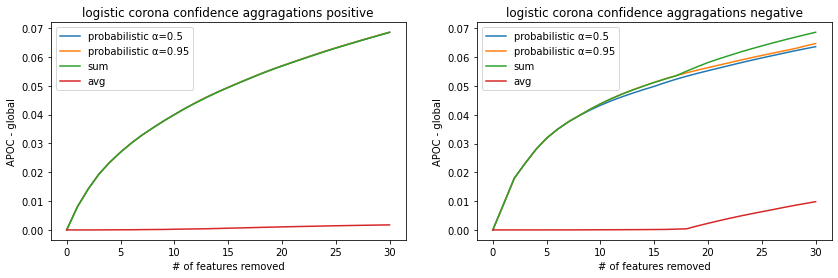 logistic corona confidence aggragations positive
0.07
0.06
0.05
0.04
0.03
0.02
0.01
0.00
APOC - global
probabilistic α=0.5
probabilistic α=0.95
sum
avg
0 5 10 15 20 25 30
# of features removed
logistic corona confidence aggragations negative
0.07
0.06
0.05
0.04
0.03
0.02
0.01
0.00
APOC - global
probabilistic α=0.5
probabilistic α=0.95
sum
avg
0 5 10 15 20 25 30
# of features removed